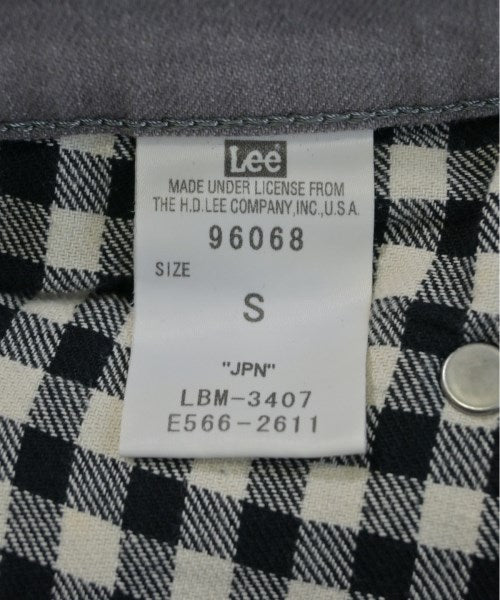 Lee
MADE UNDER LICENSE FROM
THE H.D.LEE COMPANY,INC.,U.S.A.
96068
SIZE
S
"JPN"
LBM-3407
E566-2611